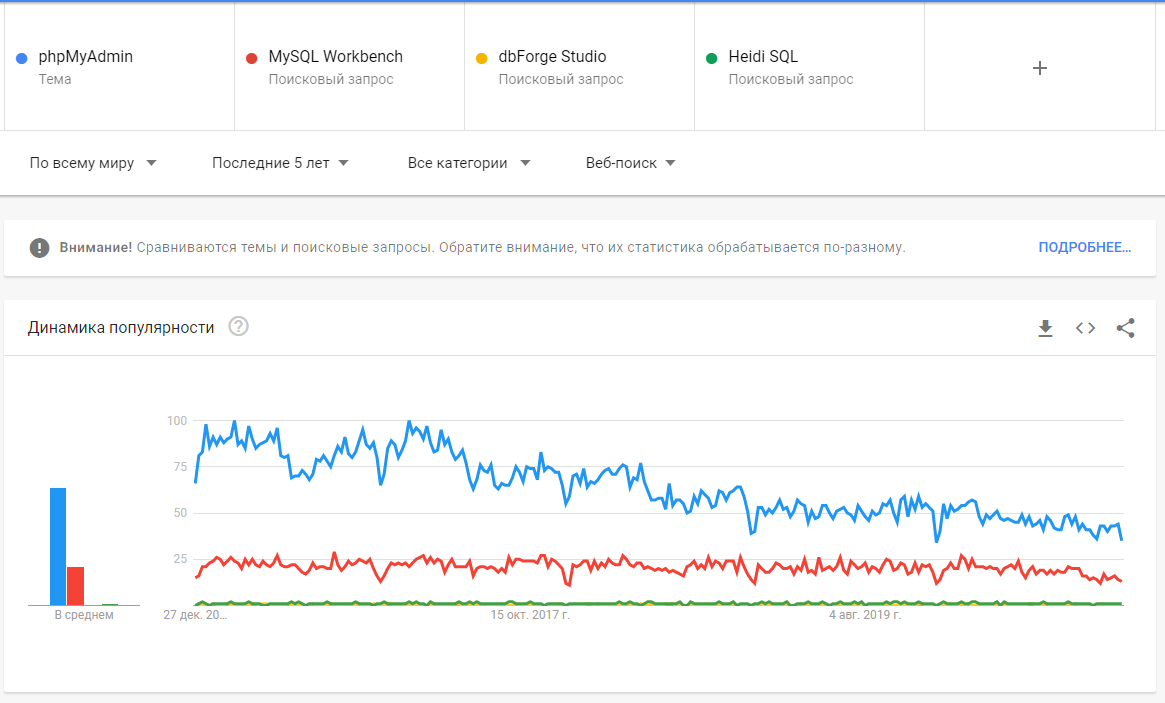 phpMyAdmin
Тема
MySQL Workbench
Поисковый запрос
dbForge Studio
Поисковый запрос
Heidi SQL
Поисковый запрос
+
По всему миру
Последние 5 лет
Все категории
Веб-поиск
Внимание! Сравниваются темы и поисковые запросы. Обратите внимание, что их статистика обрабатывается по-разному.
ПОДРОБНЕЕ...
Динамика популярности
?
100
75
50
25
В среднем
27 дек. 20...
15 окт. 2017 г.
4 авг. 2019 г.